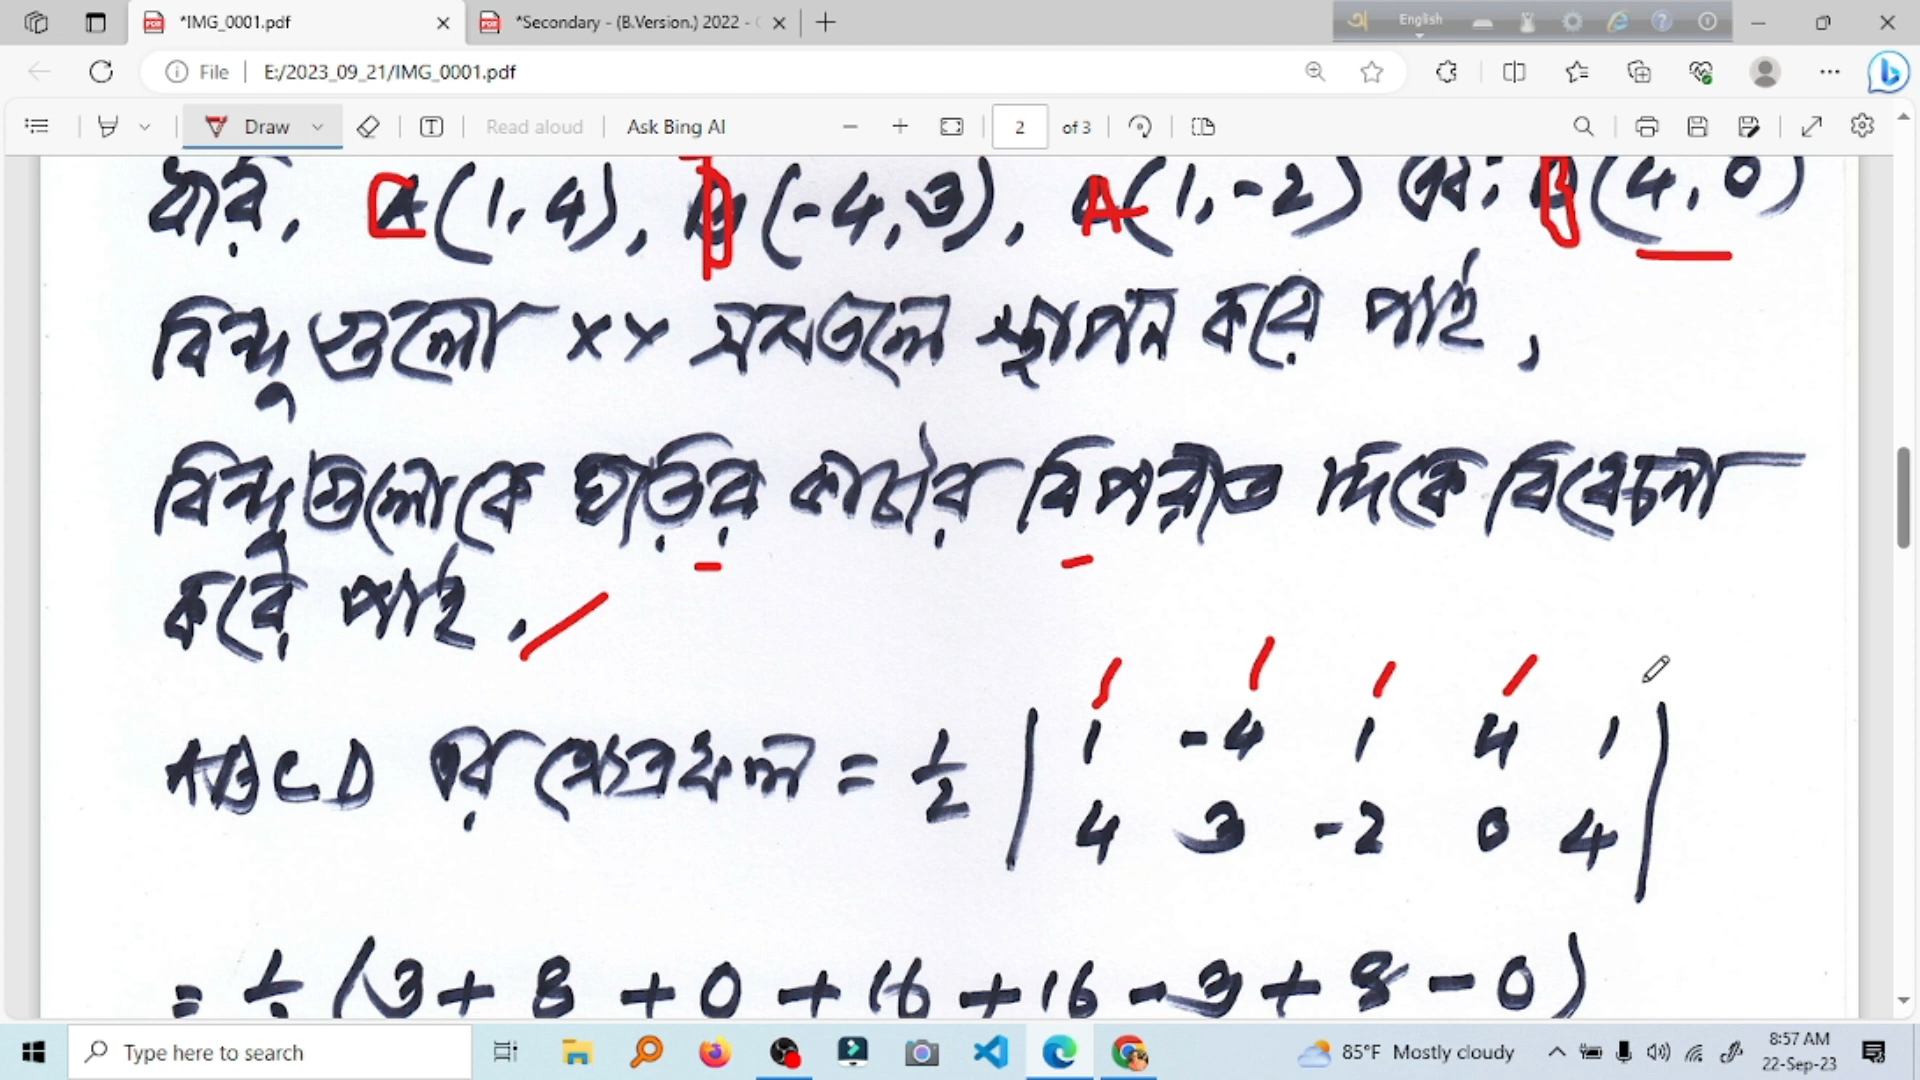 *IMG_0001.pdf
*Secondary - (B.Version.) 2022 -
English
File
E:/2023_09_21/IMG_0001.pdf
Draw
Read aloud
Ask Bing AI
2 of 3
ধরি, (1,4), (-4,3), A(1,-2) এবং (4,0)
বিন্দুগুলো xy সমতলে স্থাপন করে পাই,
বিন্দুগুলোকে ঘড়ির কাটার বিপরীত দিকে বিবেচনা
করে পাই,
ABCD এর ক্ষেত্রফল = 1/2 | 1 -4 1 4 1 |
4 3 -2 0 4
= 1/2 (3 + 8 + 0 + 16 + 16 - 3 + 8 - 0)
Type here to search
85°F Mostly cloudy
8:57 AM
22-Sep-23